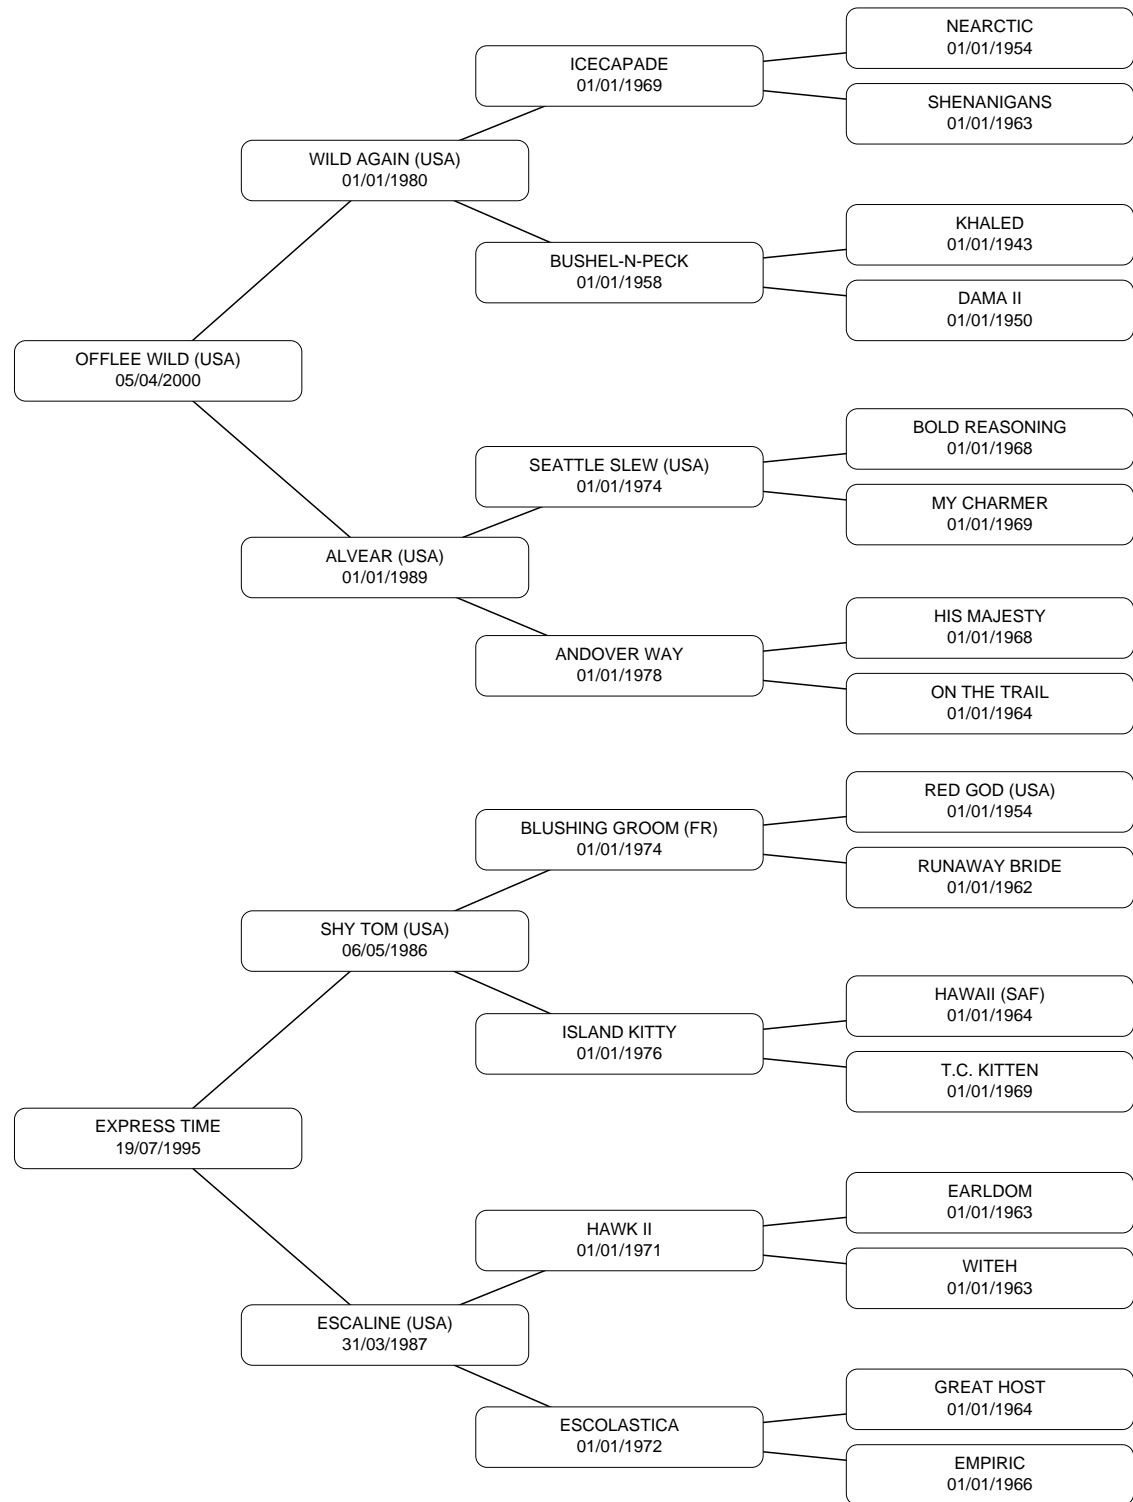 NEARCTIC
01/01/1954
ICECAPADE
01/01/1969
SHENANIGANS
01/01/1963
WILD AGAIN (USA)
01/01/1980
KHALED
01/01/1943
BUSHEL-N-PECK
01/01/1958
DAMA II
01/01/1950
OFFLEE WILD (USA)
05/04/2000
BOLD REASONING
01/01/1968
SEATTLE SLEW (USA)
01/01/1974
MY CHARMER
01/01/1969
ALVEAR (USA)
01/01/1989
HIS MAJESTY
01/01/1968
ANDOVER WAY
01/01/1978
ON THE TRAIL
01/01/1964
RED GOD (USA)
01/01/1954
BLUSHING GROOM (FR)
01/01/1974
RUNAWAY BRIDE
01/01/1962
SHY TOM (USA)
06/05/1986
HAWAII (SAF)
01/01/1964
ISLAND KITTY
01/01/1976
T.C. KITTEN
01/01/1969
EXPRESS TIME
19/07/1995
EARLDOM
01/01/1963
HAWK II
01/01/1971
WITEH
01/01/1963
ESCALINE (USA)
31/03/1987
GREAT HOST
01/01/1964
ESCOLASTICA
01/01/1972
EMPIRIC
01/01/1966